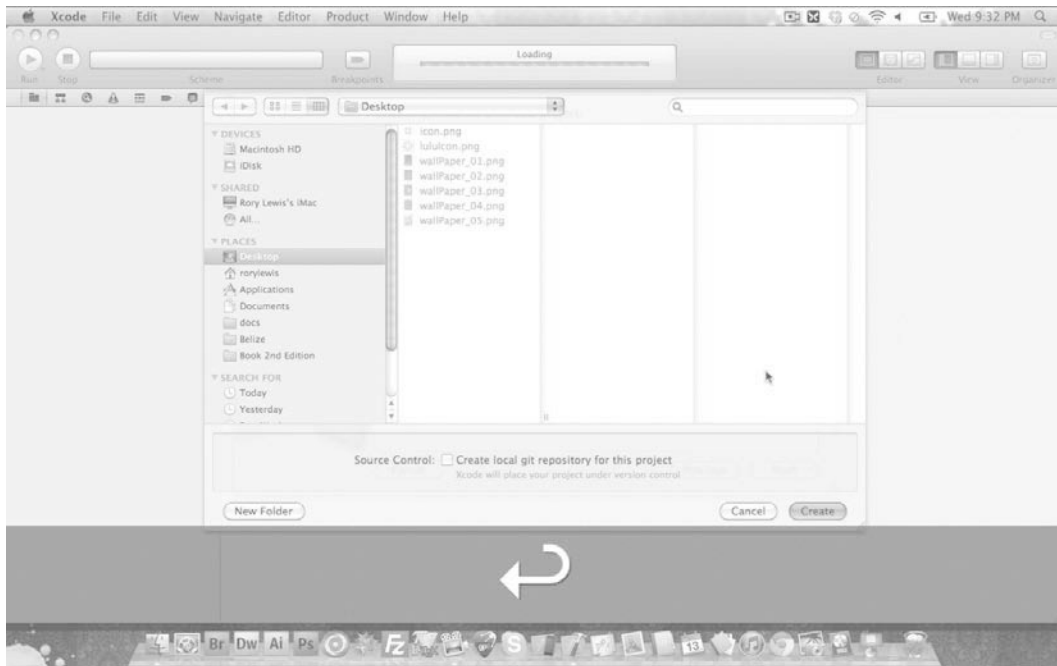 Xcode File Edit View Navigate Editor Product Window Help
Wed 9:32 PM
Loading
Run Stop Scheme Breakpoints Editor View Organizer
Desktop
DEVICES
Macintosh HD
iDisk
SHARED
Rory Lewis's iMac
All...
PLACES
Desktop
rorylewis
Applications
Documents
docs
Belize
Book 2nd Edition
SEARCH FOR
Today
Yesterday
icon.png
luluIcon.png
wallPaper_01.png
wallPaper_02.png
wallPaper_03.png
wallPaper_04.png
wallPaper_05.png
Source Control: Create local git repository for this project
Xcode will place your project under version control
New Folder Cancel Create
Br Dw Ai Ps Fz S 13